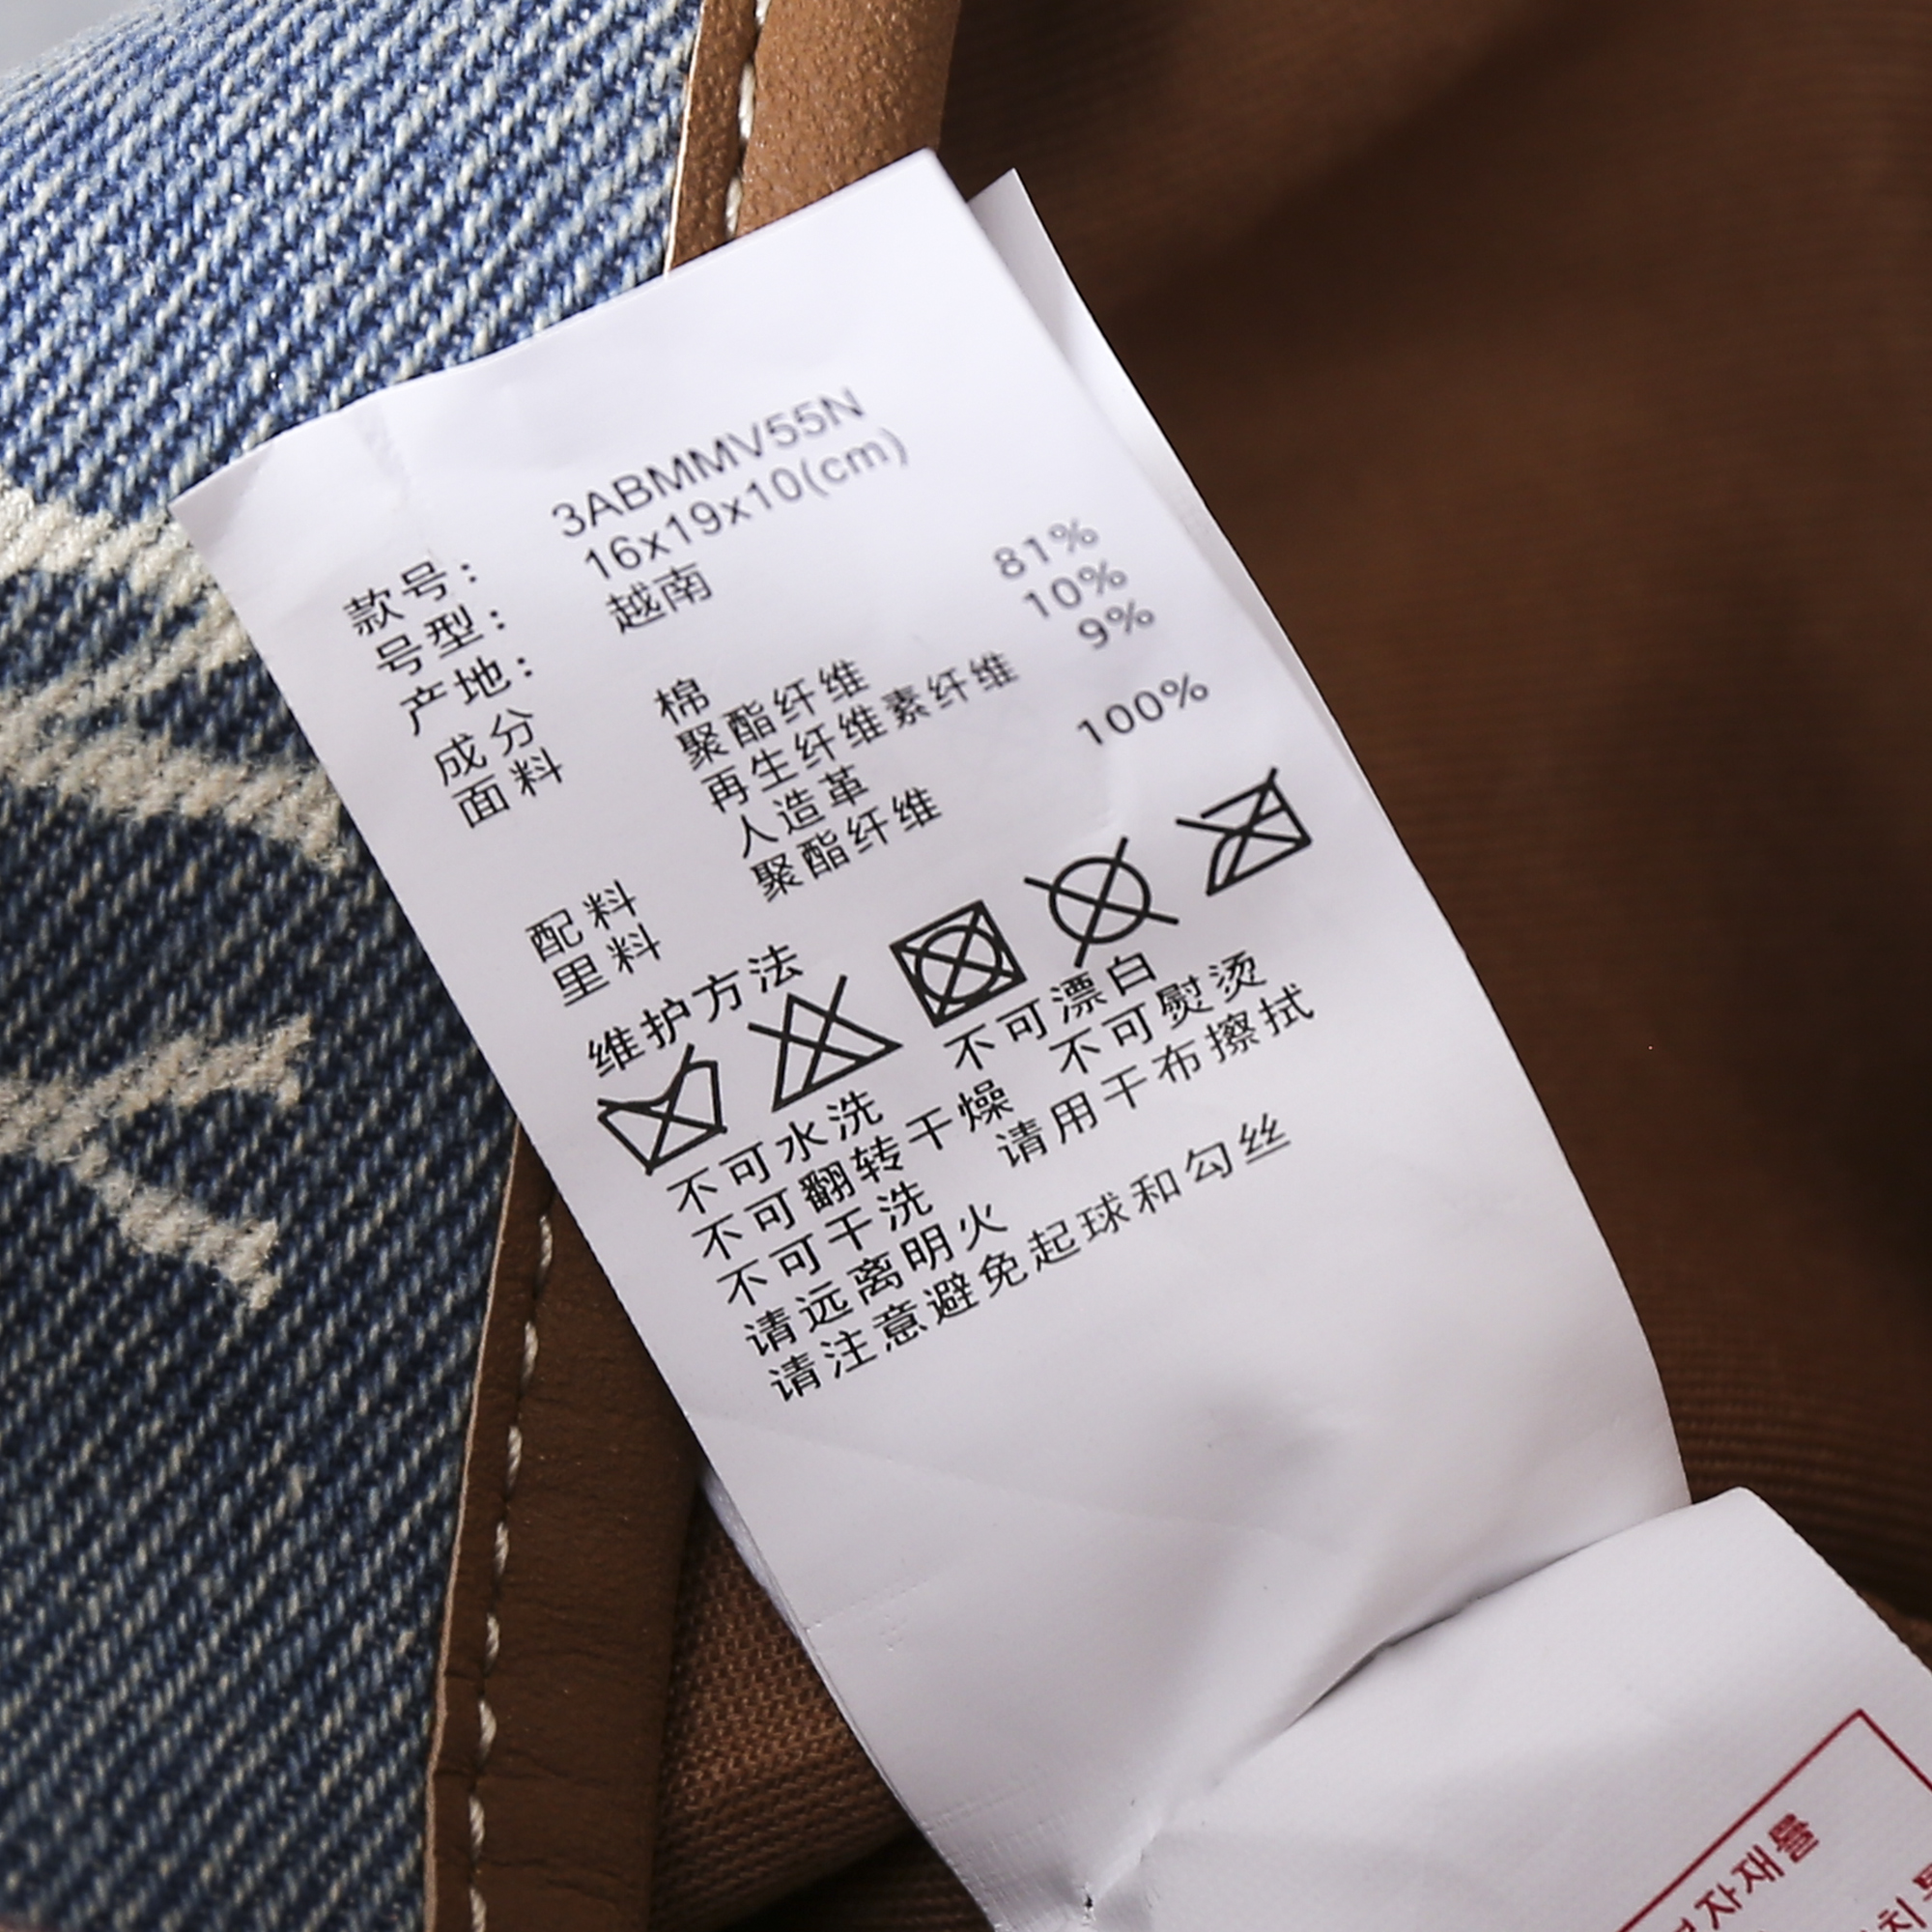 款号： 3ABMMV55N
号型： 16x19x10(cm)
产地： 越南
成分
面料 棉 81%
聚酯纤维 10%
再生纤维素纤维 9%
配料 人造革
里料 聚酯纤维 100%
维护方法
不可水洗 不可漂白
不可翻转干燥 不可熨烫
不可干洗 请用干布擦拭
请远离明火
请注意避免起球和勾丝
자재를